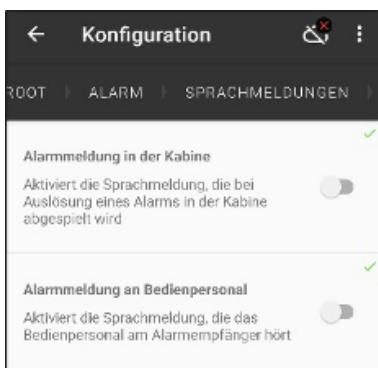 Konfiguration
ROOT ALARM SPRACHMELDUNGEN
Alarmmeldung in der Kabine
Aktiviert die Sprachmeldung, die bei
Auslösung eines Alarms in der Kabine
abgespielt wird
Alarmmeldung an Bedienpersonal
Aktiviert die Sprachmeldung, die das
Bedienpersonal am Alarmempfänger hört